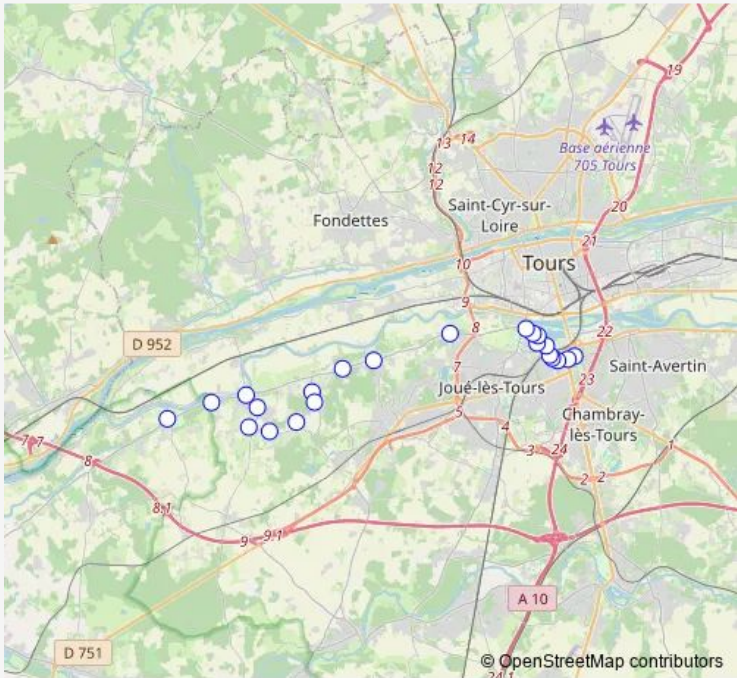 19
13
14
Base aérienne
705 Tours
12
12
Saint-Cyr-sur-
Loire
20
Fondettes
21
10
Tours
9
8
22
D 952
7
Saint-Avertin
Joué-lès-Tours
23
5
Chambray-
lès-Tours
4
7
7
3
24
1
8
2
2
8.1
9
9.1
A 10
D 751
24.1
© OpenStreetMap contributors